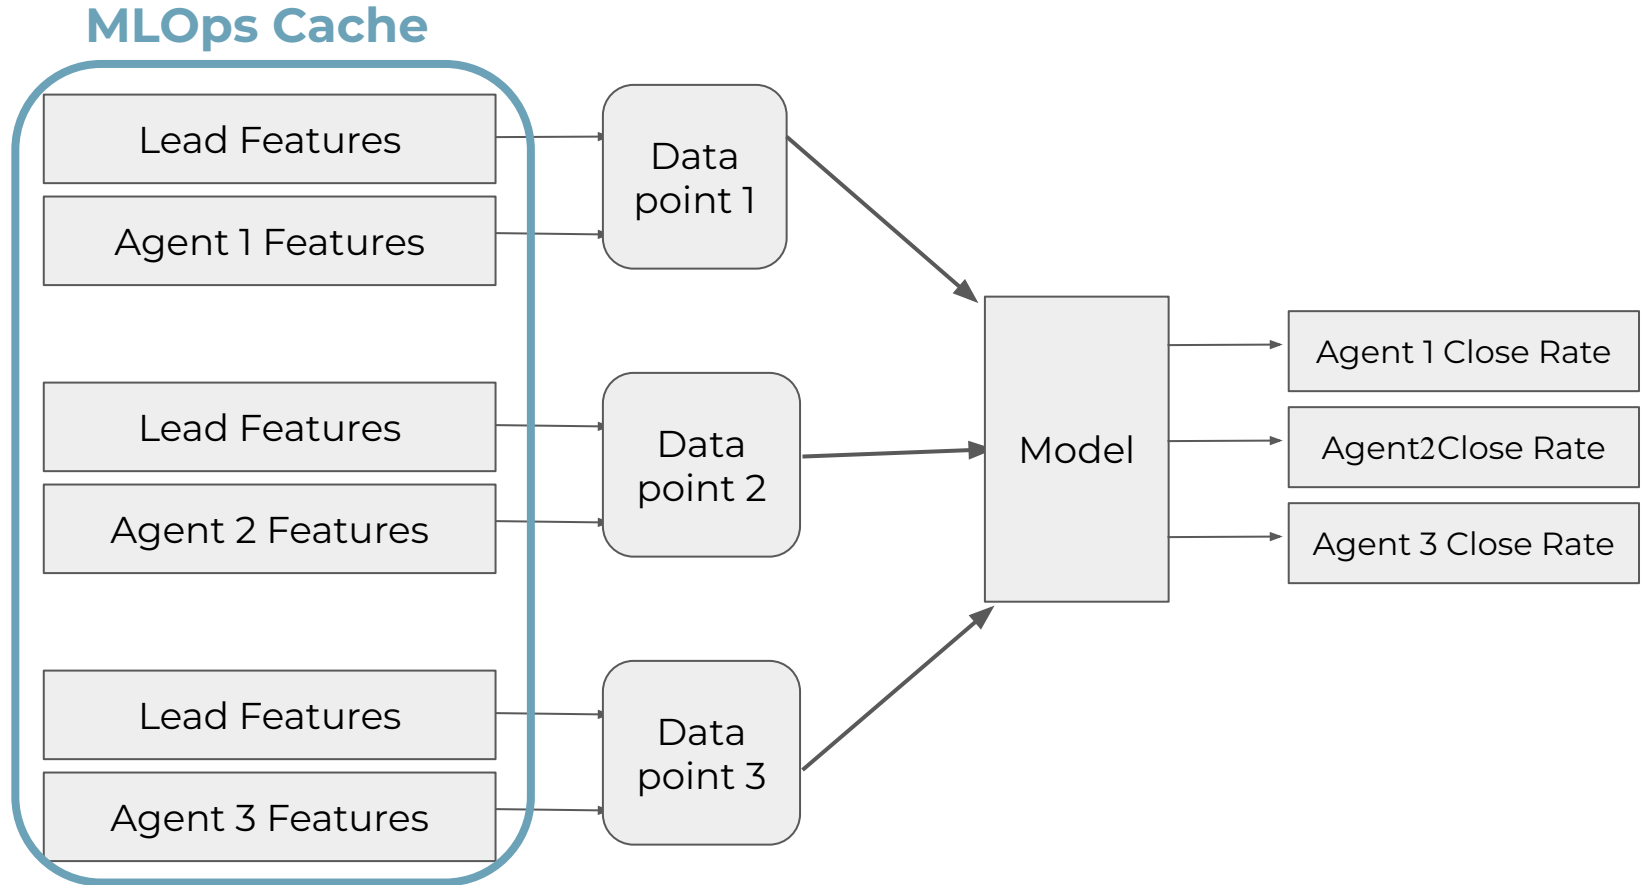 MLOps Cache
Lead Features
Agent 1 Features
Data
point 1
Lead Features
Agent 2 Features
Data
point 2
Lead Features
Agent 3 Features
Data
point 3
Model
Agent 1 Close Rate
Agent2Close Rate
Agent 3 Close Rate